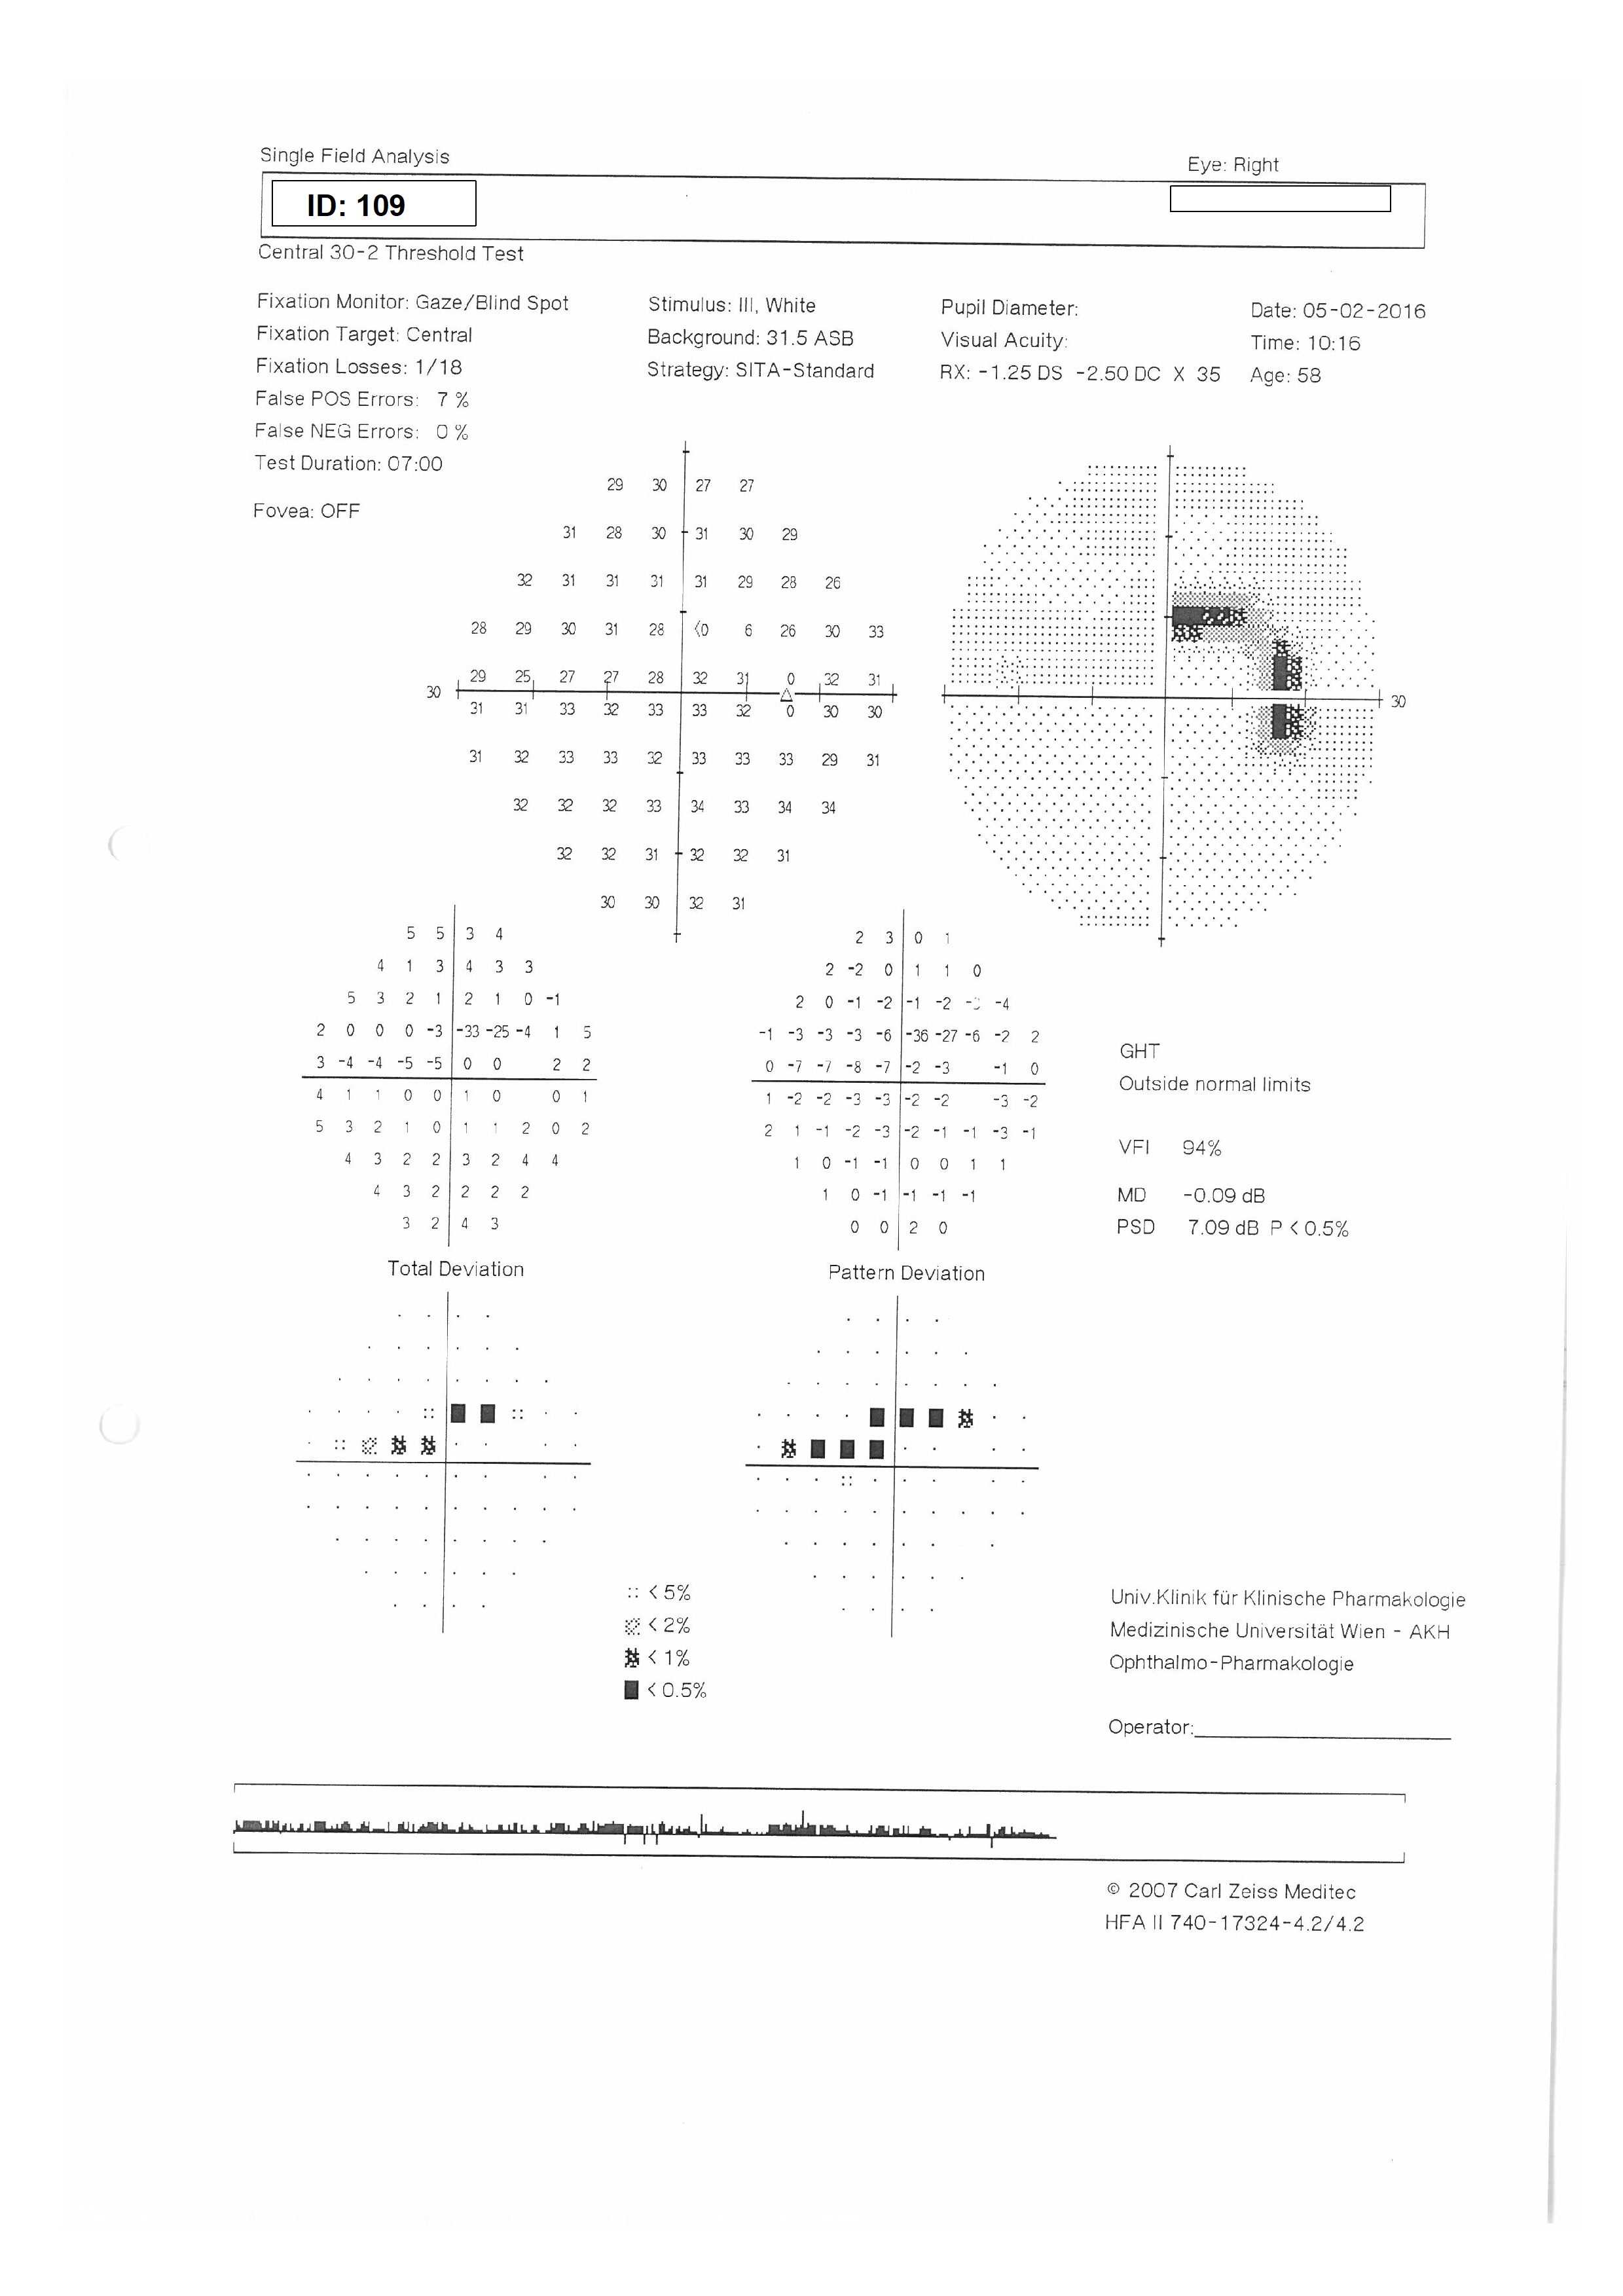 Single Field Analysis
Eye: Right
ID: 109
Central 30-2 Threshold Test
Fixation Monitor: Gaze/Blind Spot
Fixation Target: Central
Fixation Losses: 1/18
False POS Errors: 7 %
False NEG Errors: 0 %
Test Duration: 07:00
Fovea: OFF
Stimulus: III, White
Background: 31.5 ASB
Strategy: SITA-Standard
Pupil Diameter:
Visual Acuity:
RX: -1.25 DS -2.50 DC X 35
Date: 05-02-2016
Time: 10:16
Age: 58
29 30 27 27
31 28 30 31 30 29
32 31 31 31 31 29 28 26
28 29 30 31 28 <0 6 26 30 33
29 25 27 27 28 32 31 0 32 31
30
31 31 33 32 33 33 32 0 30 30
31 32 33 33 32 33 33 33 29 31
32 32 32 33 34 33 34 34
32 32 31 32 32 31
30 30 32 31
30
5 5 3 4
4 1 3 4 3 3
5 3 2 1 2 1 0 -1
2 0 0 0 -3 -33 -25 -4 1 5
3 -4 -4 -5 -5 0 0 2 2
4 1 1 0 0 1 0 0 1
5 3 2 1 0 1 1 2 0 2
4 3 2 2 3 2 4 4
4 3 2 2 2 2
3 2 4 3
Total Deviation
2 3 0 1
2 -2 0 1 1 0
2 0 -1 -2 -1 -2 -4
-1 -3 -3 -3 -6 -36 -27 -6 -2 2
0 -7 -7 -8 -7 -2 -3 -1 0
1 -2 -2 -3 -3 -2 -2 -3 -2
2 1 -1 -2 -3 -2 -1 -1 -3 -1
1 0 -1 -1 0 0 1 1
1 0 -1 -1 -1 -1
0 0 2 0
Pattern Deviation
GHT
Outside normal limits
VFI 94%
MD -0.09 dB
PSD 7.09 dB P < 0.5%
< 5%
< 2%
< 1%
< 0.5%
Univ.Klinik für Klinische Pharmakologie
Medizinische Universität Wien - AKH
Ophthalmo-Pharmakologie
Operator:
© 2007 Carl Zeiss Meditec
HFA II 740-17324-4.2/4.2